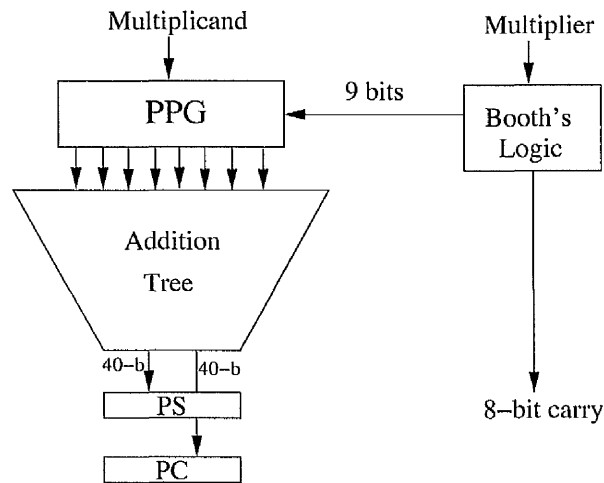 Multiplicand
Multiplier
PPG
9 bits
Booth's
Logic
Addition
Tree
40-b
40-b
PS
8-bit carry
PC